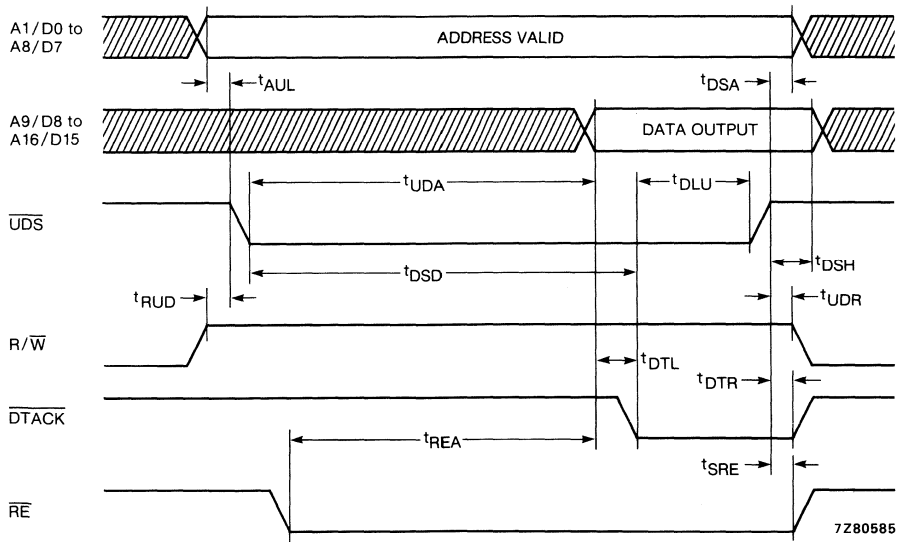 A1/D0 to
A8/D7
ADDRESS VALID
tAUL
tDSA
A9/D8 to
A16/D15
DATA OUTPUT
tUDA
tDLU
UDS
tDSD
tDSH
tRUD
tUDR
R/W
tDTL
tDTR
DTACK
tREA
tSRE
RE
7Z80585